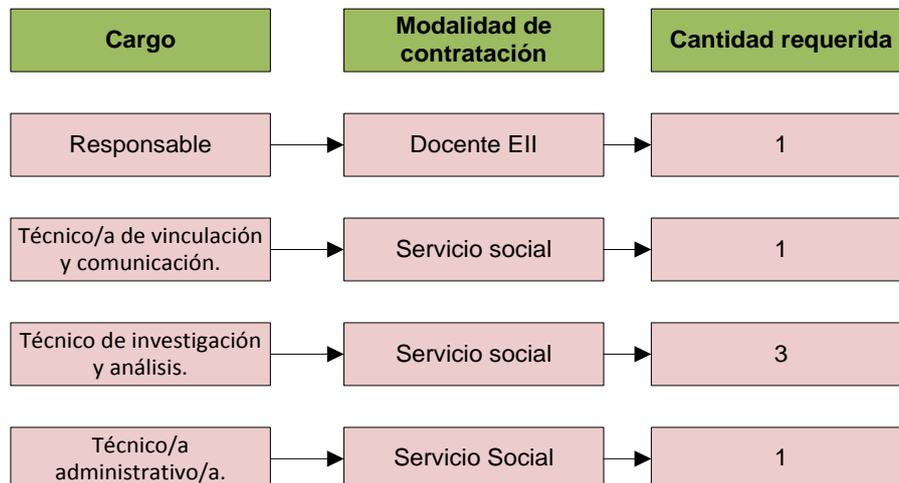 Cargo
Modalidad de
contratación
Cantidad requerida
Responsable
Docente EII
1
Técnico/a de vinculación
y comunicación.
Servicio social
1
Técnico de investigación
y análisis.
Servicio social
3
Técnico/a
administrativo/a.
Servicio Social
1